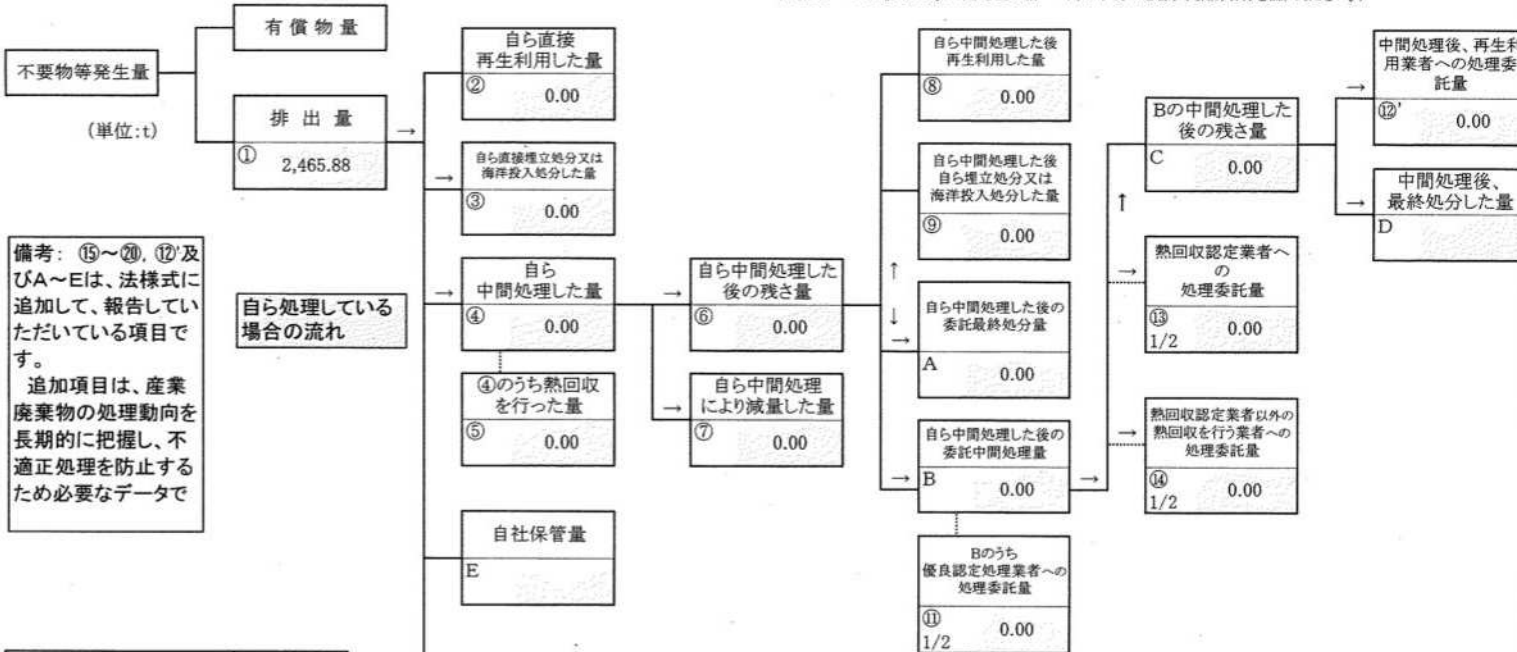 不要物等発生量
(単位:t)
有償物量
排出量
①
2,465.88
→
備考: ⑮~⑳, ⑫'及
びA~Eは、法様式に
追加して、報告してい
ただいている項目で
す。
追加項目は、産業
廃棄物の処理動向を
長期的に把握し、不
適正処理を防止する
ため必要なデータで
自ら処理している
場合の流れ
自ら直接
再生利用した量
②
0.00
→
自ら直接埋立処分又は
海洋投入処分した量
③
0.00
→
自ら
中間処理した量
④
0.00
④のうち熱回収
を行った量
⑤
0.00
自社保管量
E
→
自ら中間処理した
後の残さ量
⑥
0.00
→
自ら中間処理
により減量した量
⑦
0.00
自ら中間処理した後
再生利用した量
⑧
0.00
自ら中間処理した後
自ら埋立処分又は
海洋投入処分した量
⑨
0.00
↑
↓
→
自ら中間処理した後の
委託最終処分量
A
0.00
→
自ら中間処理した後の
委託中間処理量
B
0.00
→
Bのうち
優良認定処理業者への
処理委託量
⑪
1/2
0.00
Bの中間処理した
後の残さ量
C
0.00
↑
→
熱回収認定業者へ
の
処理委託量
⑬
1/2
0.00
→
熱回収認定業者以外の
熱回収を行う業者への
処理委託量
⑭
1/2
0.00
→
中間処理後、再生利
用業者への処理委
託量
⑫'
0.00
→
中間処理後、
最終処分した量
D